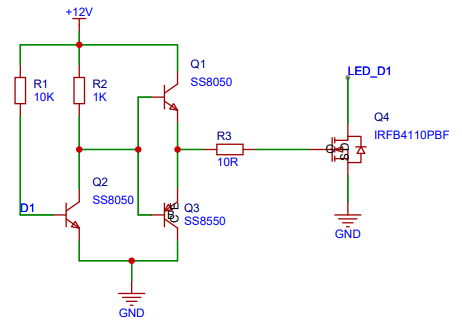 +12V
Q1
SS8050
R1
10K
R2
1K
LED_D1
Q4
IRFB4110PBF
R3
10R
Q2
SS8050
D1
Q3
SS8550
GND
GND